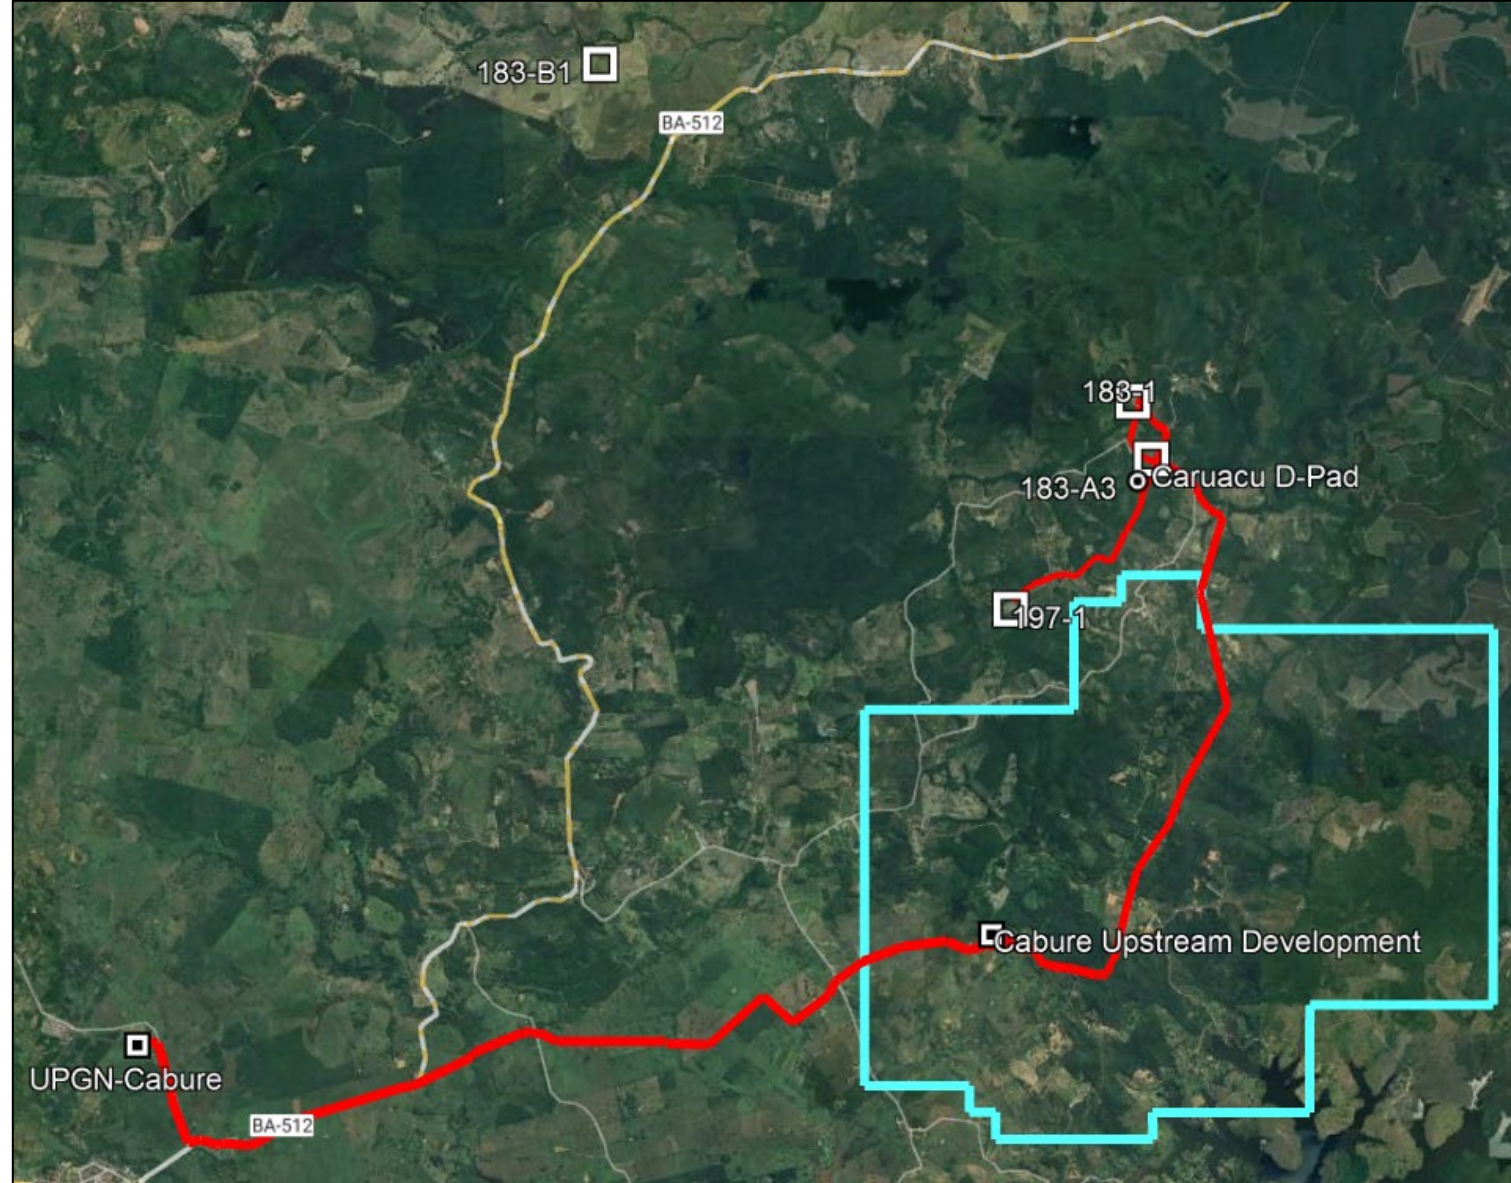 183-B1
BA-512
183-1
Caruacu D-Pad
183-A3
197-1
Cabure Upstream Development
UPGN-Cabure
BA-512